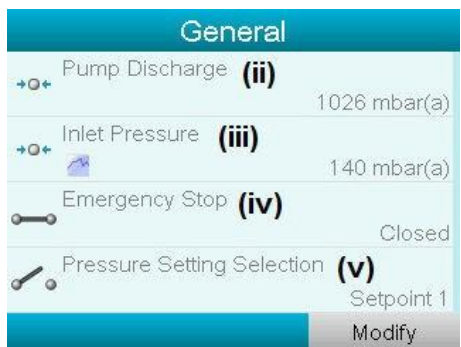 General
Pump Discharge (ii)
1026 mbar(a)
Inlet Pressure (iii)
140 mbar(a)
Emergency Stop (iv)
Closed
Pressure Setting Selection (v)
Setpoint 1
Modify